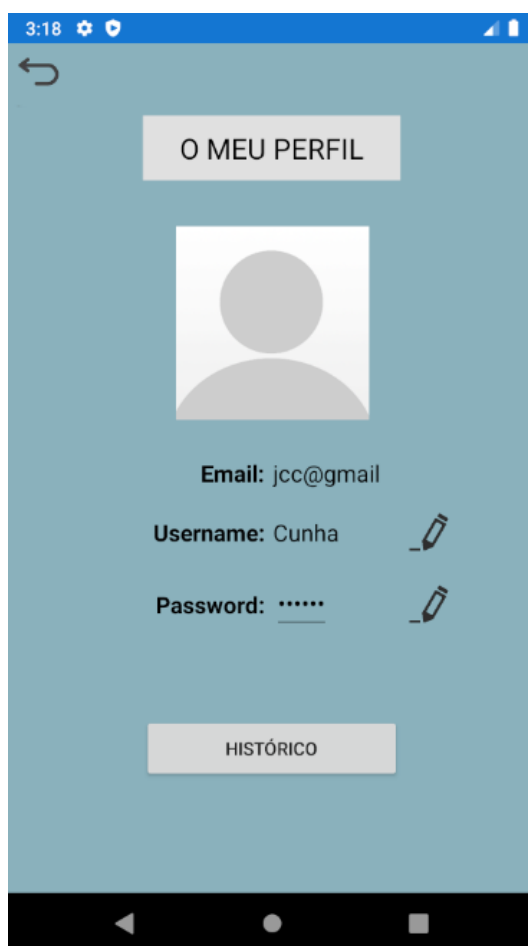 3:18
O MEU PERFIL
Email: jcc@gmail
Username: Cunha
Password: ••••••
HISTÓRICO